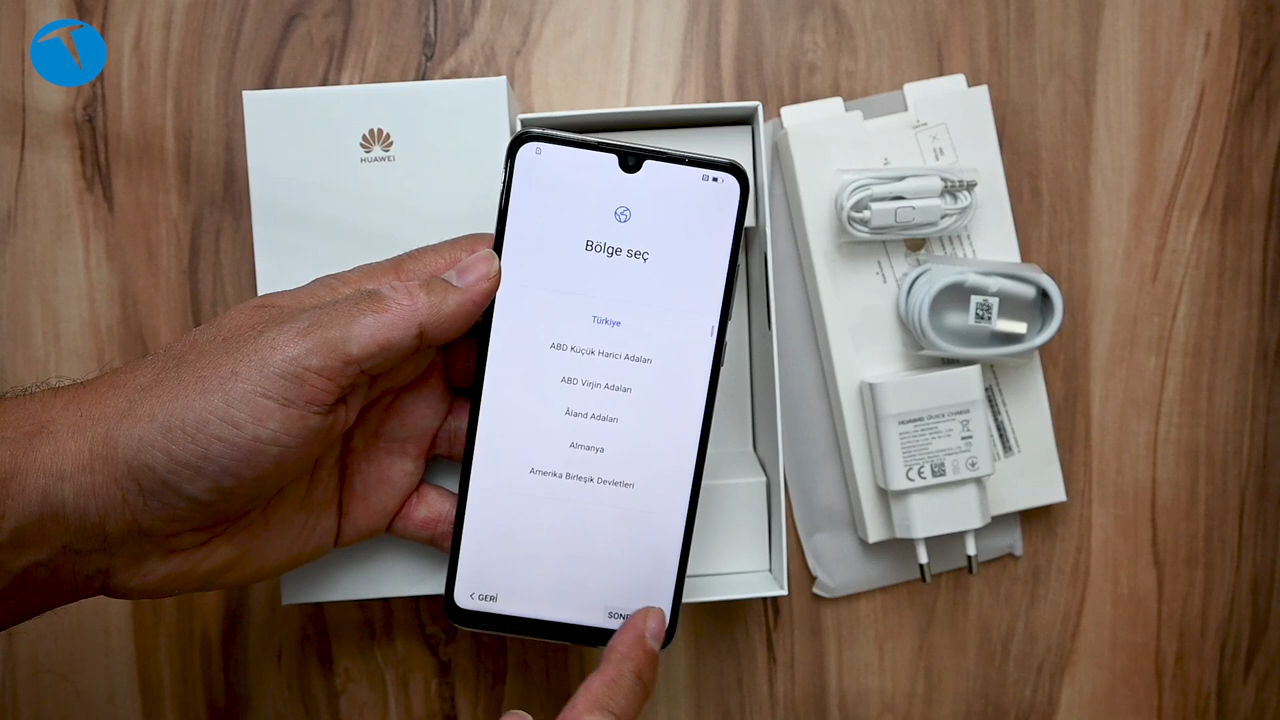 HUAWEI
Bölge seç
Türkiye
ABD Küçük Harici Adaları
ABD Virjin Adaları
Åland Adaları
Almanya
Amerika Birleşik Devletleri
< GERİ
HUAWEI QUICK CHARGE